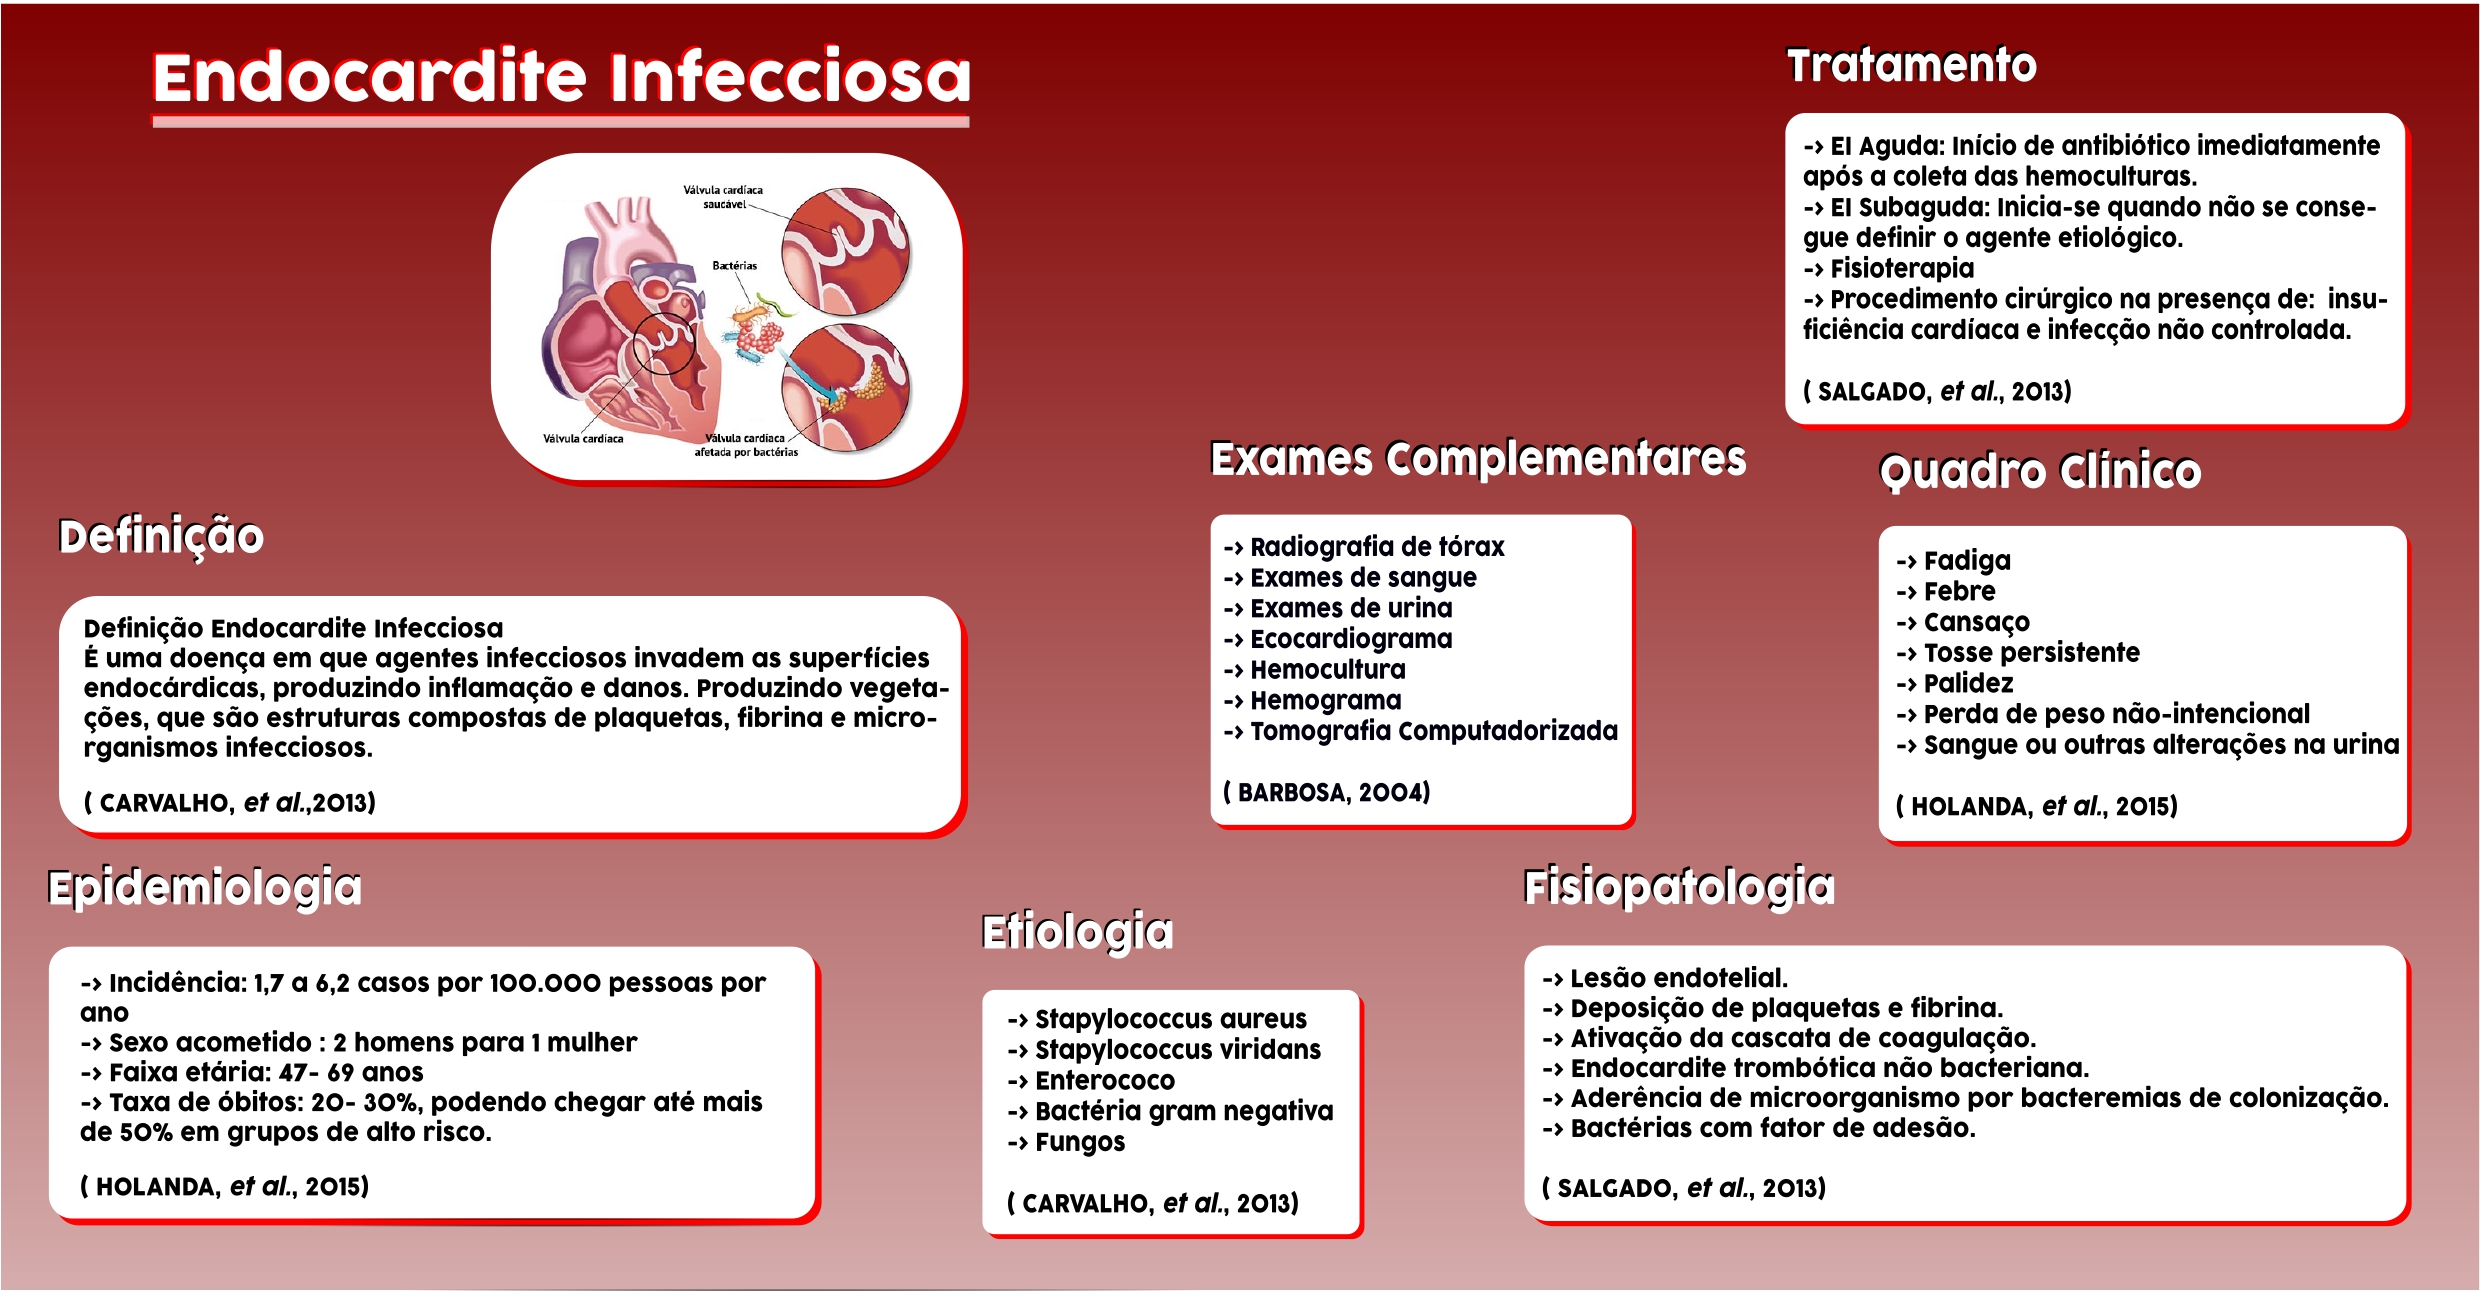 Endocardite Infecciosa
Válvula cardíaca
saucável
Bactérias
Válvula cardíaca
Válvula cardíaca
afetada por bactérias
Definição
Definição Endocardite Infecciosa
É uma doença em que agentes infecciosos invadem as superfícies
endocárdicas, produzindo inflamação e danos. Produzindo vegeta-
ções, que são estruturas compostas de plaquetas, fibrina e micro-
rganismos infecciosos.
( CARVALHO, et al.,2013)
Epidemiologia
-> Incidência: 1,7 a 6,2 casos por 100.000 pessoas por
ano
-> Sexo acometido : 2 homens para 1 mulher
-> Faixa etária: 47- 69 anos
-> Taxa de óbitos: 20- 30%, podendo chegar até mais
de 50% em grupos de alto risco.
( HOLANDA, et al., 2015)
Etiologia
-> Stapylococcus aureus
-> Stapylococcus viridans
-> Enterococo
-> Bactéria gram negativa
-> Fungos
( CARVALHO, et al., 2013)
Exames Complementares
-> Radiografia de tórax
-> Exames de sangue
-> Exames de urina
-> Ecocardiograma
-> Hemocultura
-> Hemograma
-> Tomografia Computadorizada
( BARBOSA, 2004)
Tratamento
-> EI Aguda: Início de antibiótico imediatamente
após a coleta das hemoculturas.
-> EI Subaguda: Inicia-se quando não se conse-
gue definir o agente etiológico.
-> Fisioterapia
-> Procedimento cirúrgico na presença de:  insu-
ficiência cardíaca e infecção não controlada.
( SALGADO, et al., 2013)
Quadro Clínico
-> Fadiga
-> Febre
-> Cansaço
-> Tosse persistente
-> Palidez
-> Perda de peso não-intencional
-> Sangue ou outras alterações na urina
( HOLANDA, et al., 2015)
Fisiopatologia
-> Lesão endotelial.
-> Deposição de plaquetas e fibrina.
-> Ativação da cascata de coagulação.
-> Endocardite trombótica não bacteriana.
-> Aderência de microorganismo por bacteremias de colonização.
-> Bactérias com fator de adesão.
( SALGADO, et al., 2013)